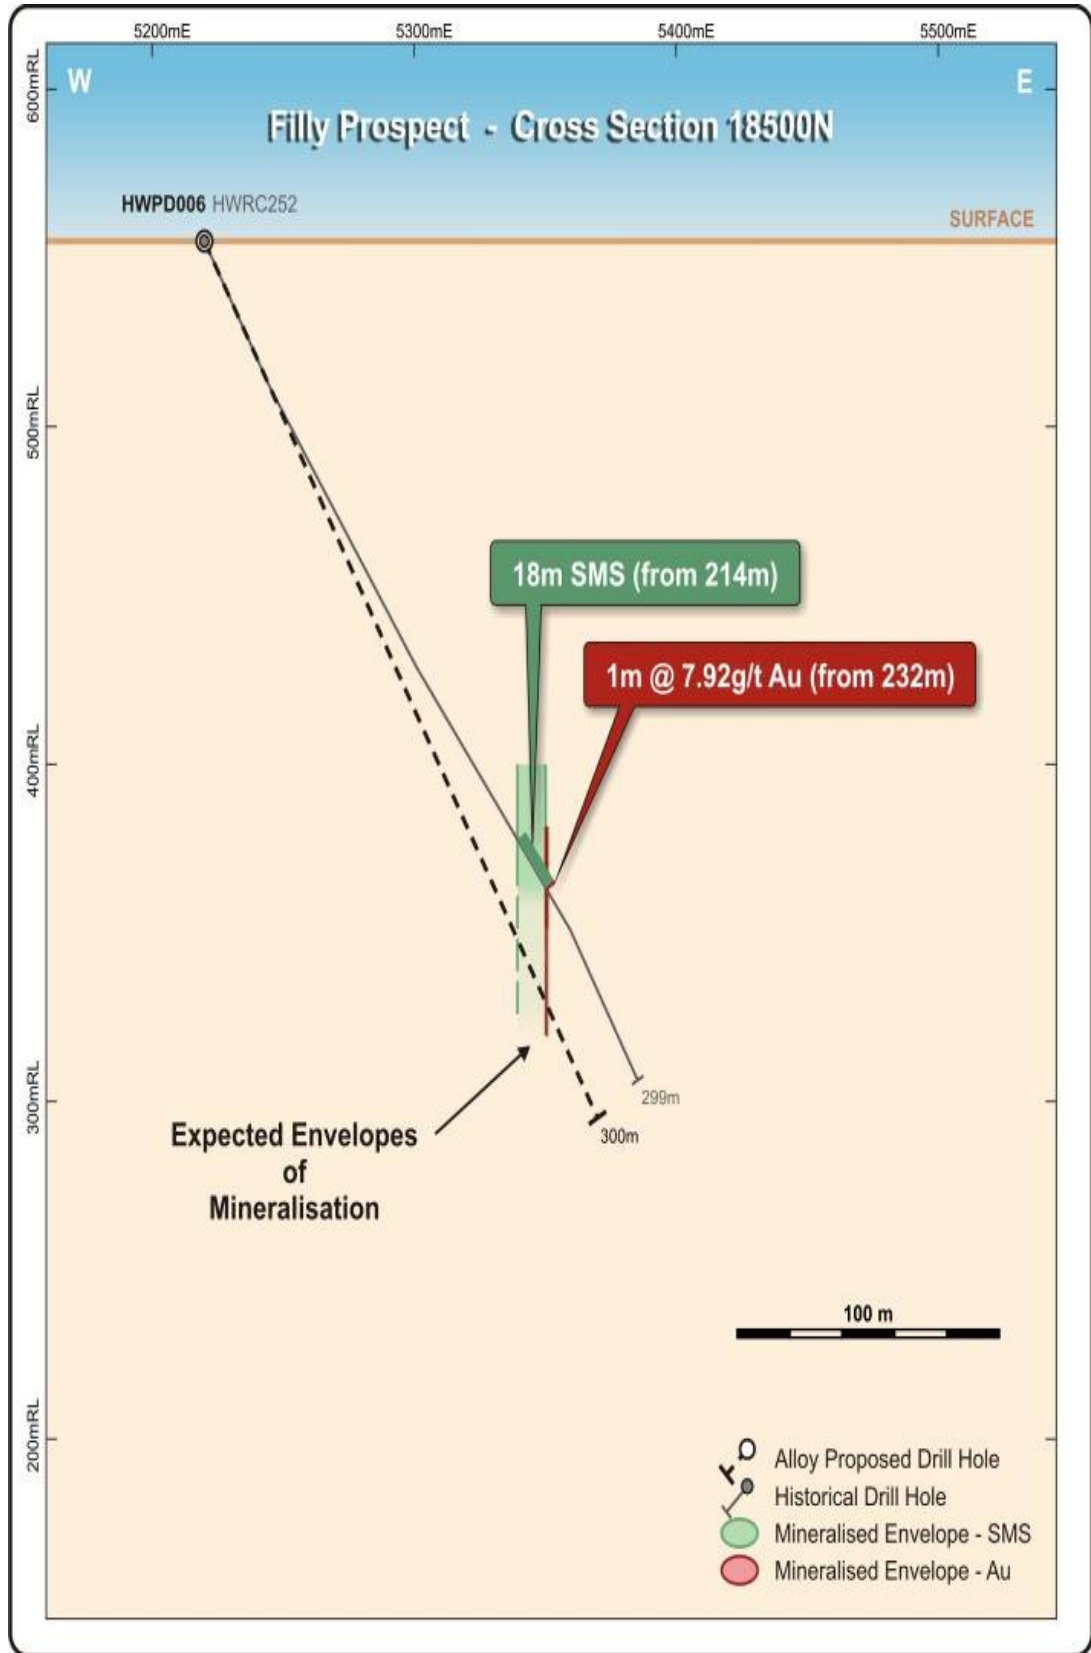 5200mE 5300mE 5400mE 5500mE
600mRL
W E
Filly Prospect - Cross Section 18500N
HWPD006 HWRC252
SURFACE
500mRL
18m SMS (from 214m)
1m @ 7.92g/t Au (from 232m)
400mRL
300mRL
299m
300m
Expected Envelopes
of
Mineralisation
100 m
200mRL
Alloy Proposed Drill Hole
Historical Drill Hole
Mineralised Envelope - SMS
Mineralised Envelope - Au